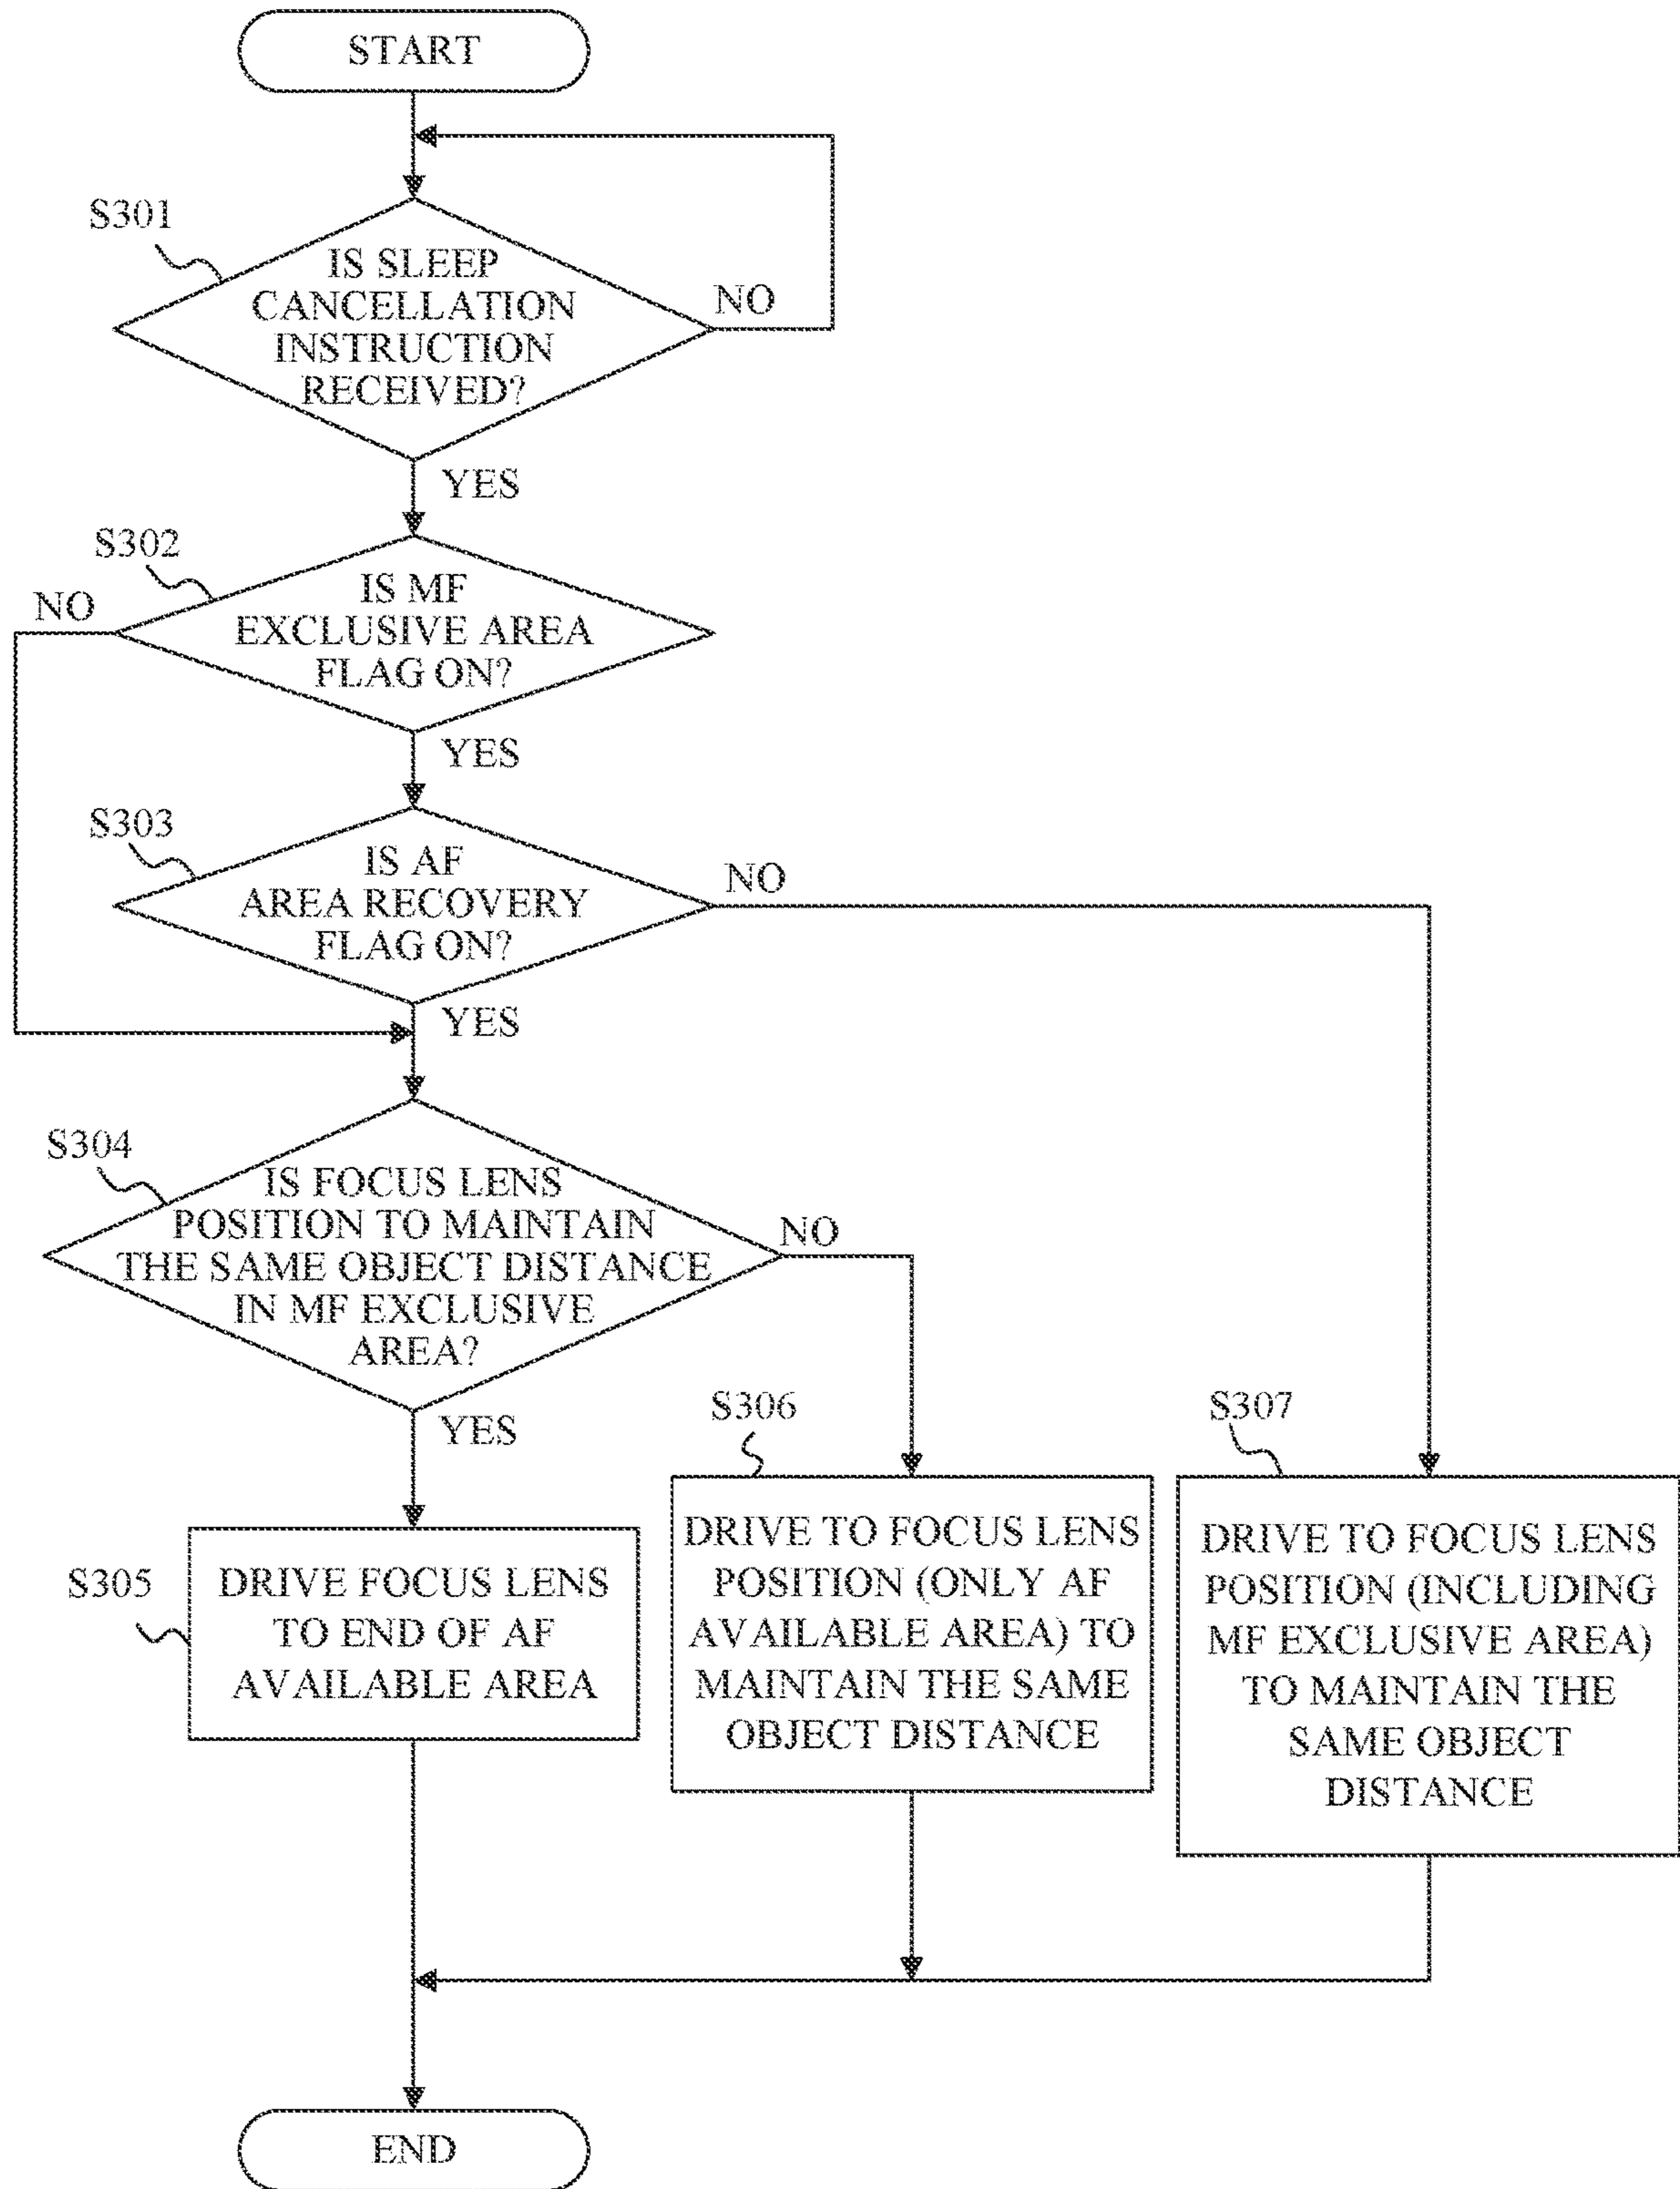 START
S301
IS SLEEP
CANCELLATION
INSTRUCTION
RECEIVED?
NO
YES
S302
NO
IS MF
EXCLUSIVE AREA
FLAG ON?
YES
S303
IS AF
AREA RECOVERY
FLAG ON?
NO
YES
S304
IS FOCUS LENS
POSITION TO MAINTAIN
THE SAME OBJECT DISTANCE
IN MF EXCLUSIVE
AREA?
NO
YES
S305
DRIVE FOCUS LENS
TO END OF AF
AVAILABLE AREA
S306
DRIVE TO FOCUS LENS
POSITION (ONLY AF
AVAILABLE AREA) TO
MAINTAIN THE SAME
OBJECT DISTANCE
S307
DRIVE TO FOCUS LENS
POSITION (INCLUDING
MF EXCLUSIVE AREA)
TO MAINTAIN THE
SAME OBJECT
DISTANCE
END